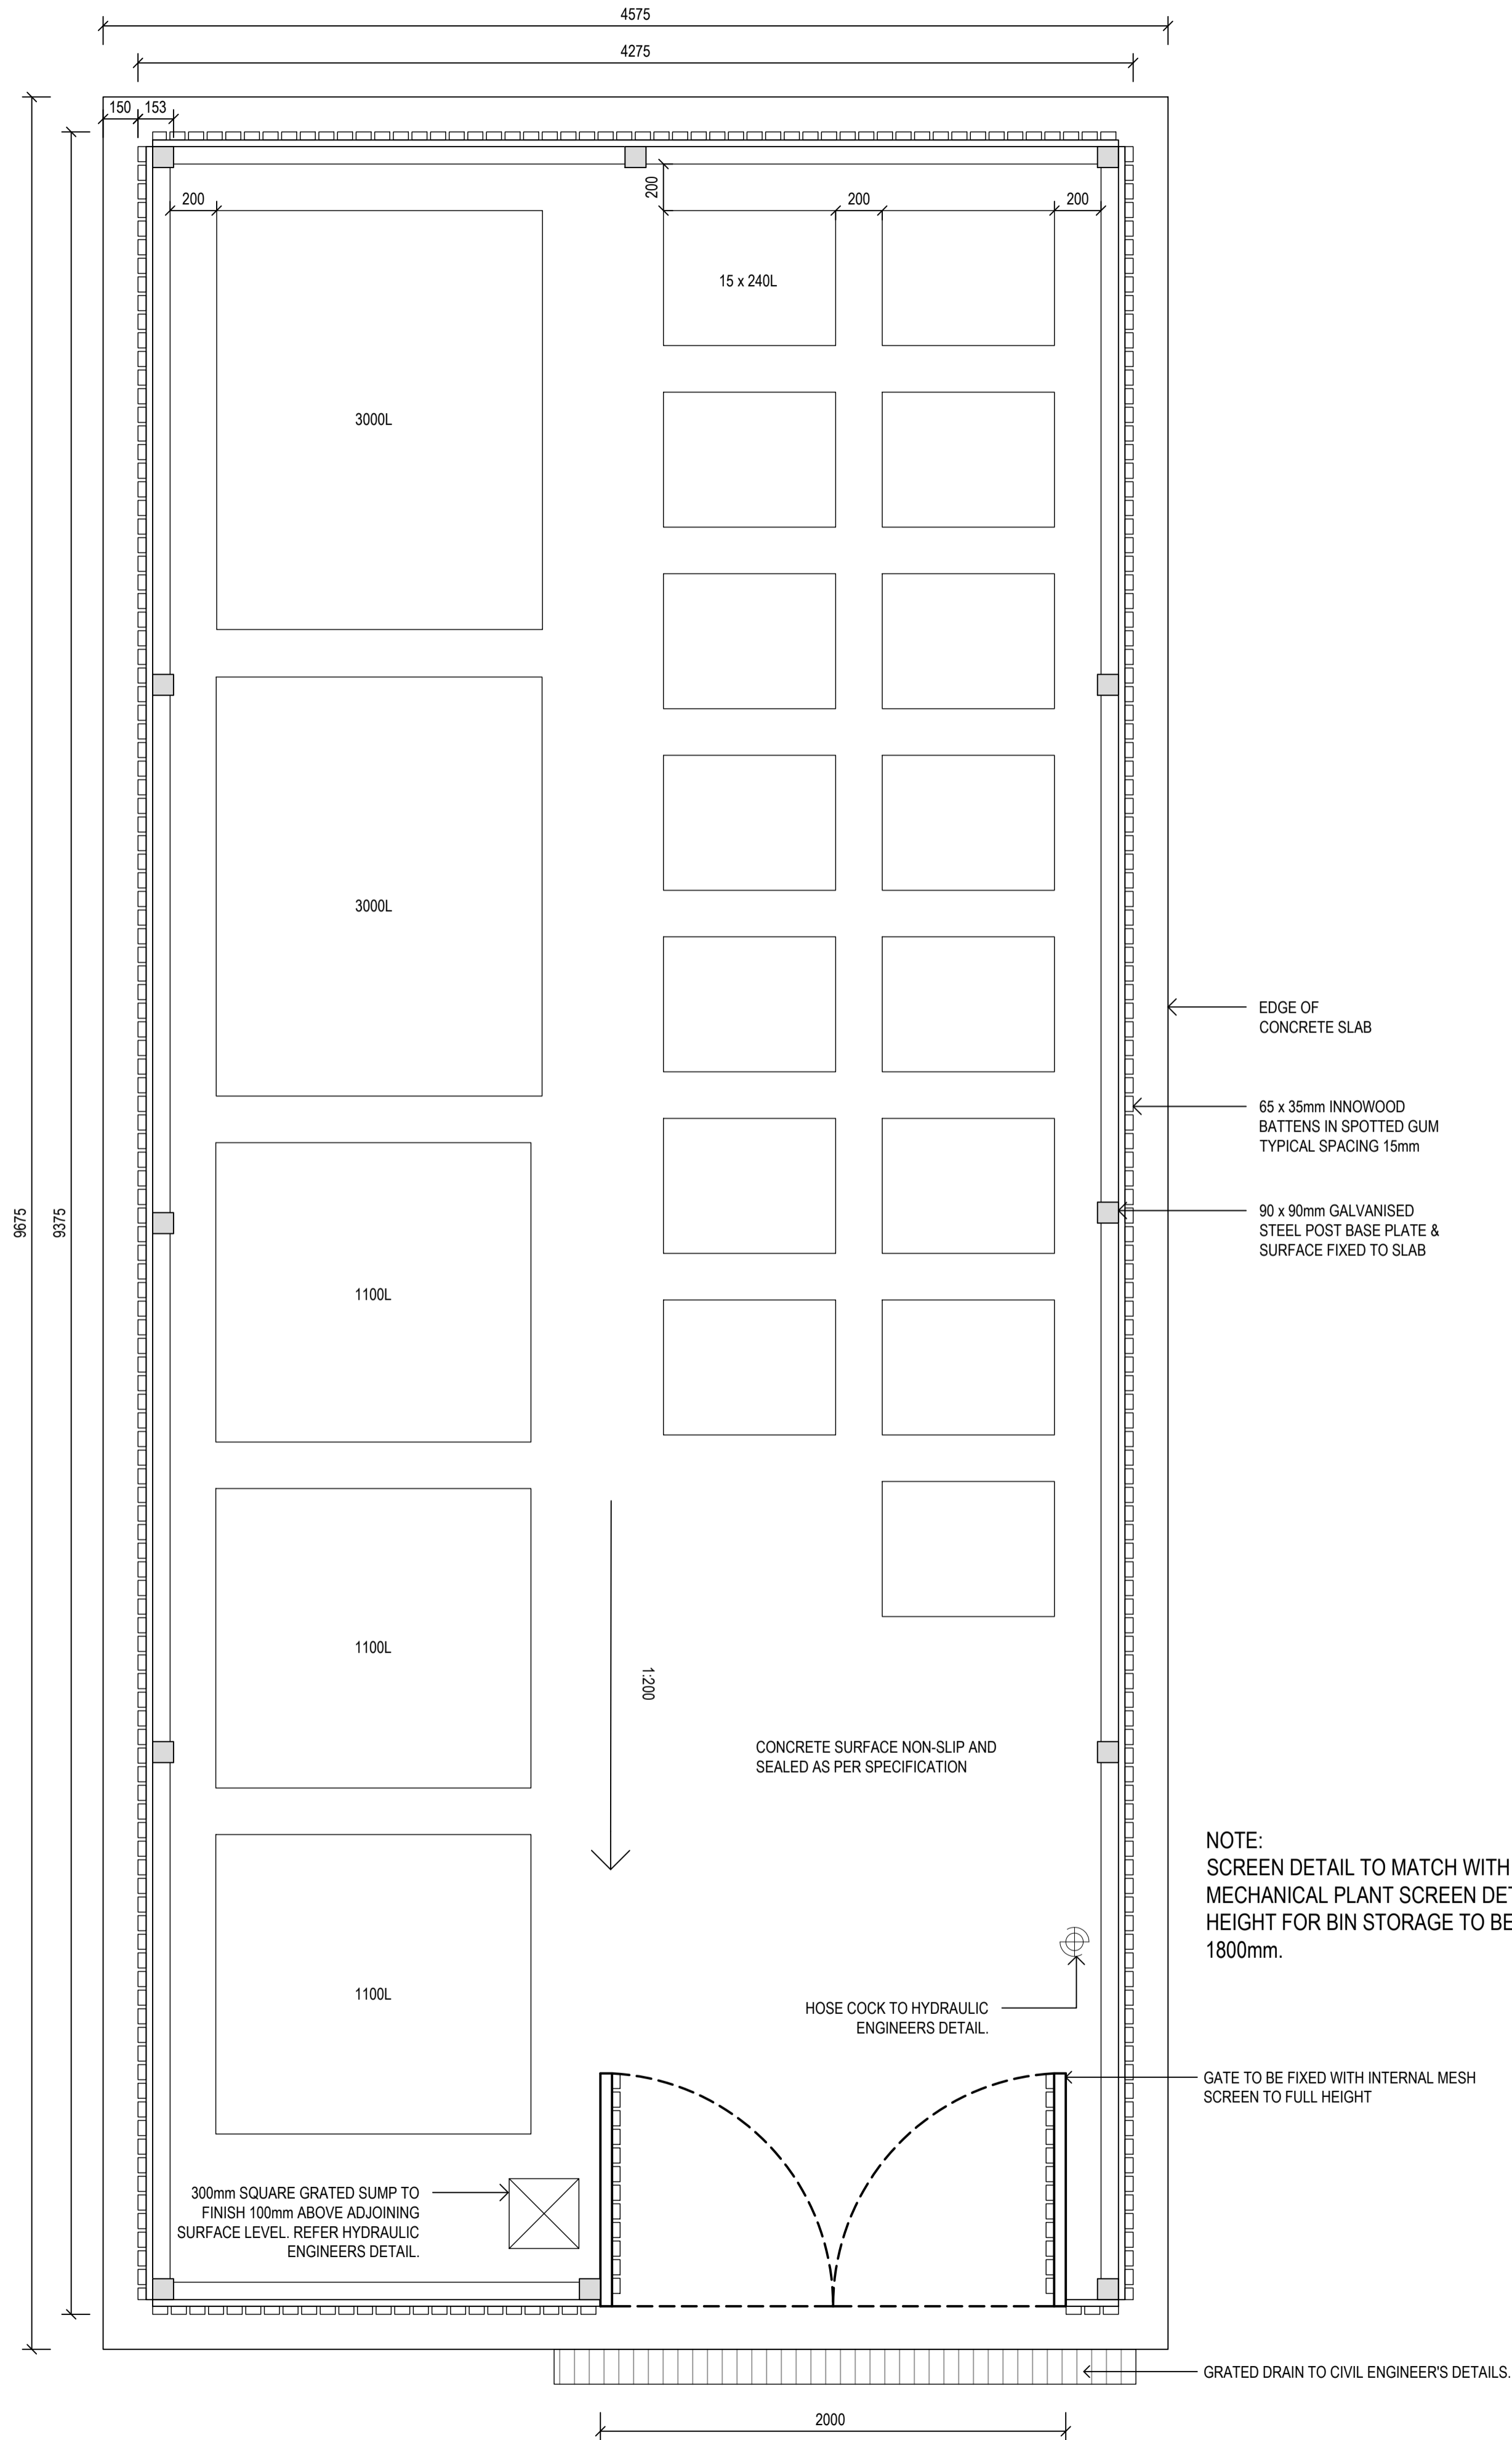 4575
4275
150
153
200
200
200
200
15 x 240L
3000L
3000L
9675
9375
EDGE OF
CONCRETE SLAB
65 x 35mm INNOWOOD
BATTENS IN SPOTTED GUM
TYPICAL SPACING 15mm
90 x 90mm GALVANISED
STEEL POST BASE PLATE &
SURFACE FIXED TO SLAB
1100L
1100L
1:200
CONCRETE SURFACE NON-SLIP AND
SEALED AS PER SPECIFICATION
NOTE:
SCREEN DETAIL TO MATCH WITH
MECHANICAL PLANT SCREEN
HEIGHT FOR BIN STORAGE TO BE
1800mm.
1100L
HOSE COCK TO HYDRAULIC
ENGINEERS DETAIL.
GATE TO BE FIXED WITH INTERNAL MESH
SCREEN TO FULL HEIGHT
300mm SQUARE GRATED SUMP TO
FINISH 100mm ABOVE ADJOINING
SURFACE LEVEL. REFER HYDRAULIC
ENGINEERS DETAIL.
GRATED DRAIN TO CIVIL ENGINEER'S DETAILS.
2000